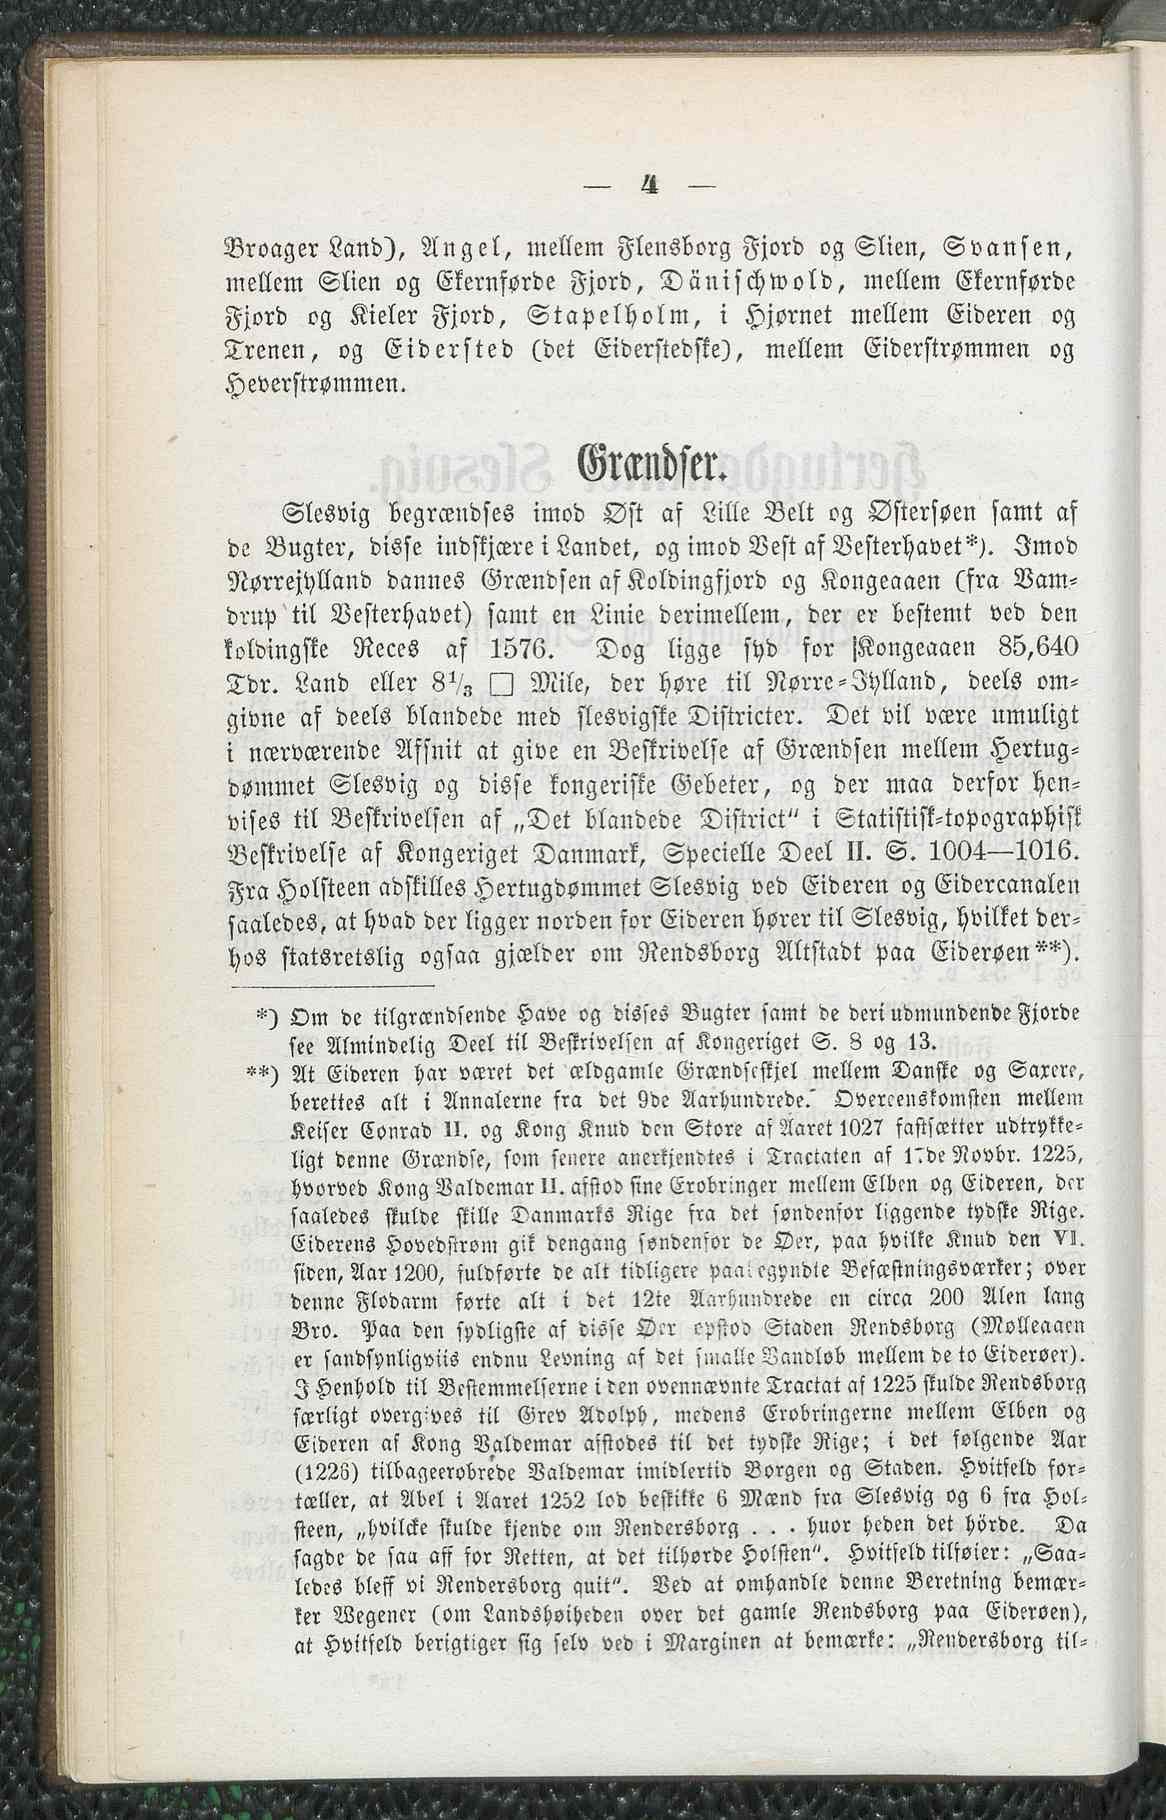 — 4 —
Broager Land), Angel, mellem Flensborg Fjord og Slien, Svansen,
mellem Slien og Ekernførde Fjord, Dänischwold, mellem Ekernførde
Fjord og Kieler Fjord, Stapelholm, i Hjørnet mellem Eideren og
Trenen, og Eidersted (det Eiderstedske), mellem Eiderstrømmen og
Heverstrømmen.
Grændser.
Slesvig begrændses imod Øst af Lille Belt og Østersøen samt af
de Bugter, disse indskjære i Landet, og imod Vest af Vesterhavet*). Imod
Nørrejylland dannes Grændsen af Koldingfjord og Kongeaaen (fra Vam-
drup til Vesterhavet) samt en Linie derimellem, der er bestemt ved den
koldingske Reces af 1576. Dog ligge syd for Kongeaaen 85,640
Tdr. Land eller 8 1/3 □ Mile, der høre til Nørre-Jylland, deels om-
givne af deels blandede med slesvigske Districter. Det vil være umuligt
i nærværende Afsnit at give en Beskrivelse af Grændsen mellem Hertug-
dømmet Slesvig og disse kongeriske Gebeter, og der maa derfor hen-
vises til Beskrivelsen af „Det blandede District“ i Statistisk-topographisk
Beskrivelse af Kongeriget Danmark, Specielle Deel II. S. 1004—1016.
Fra Holsteen adskilles Hertugdømmet Slesvig ved Eideren og Eidercanalen
saaledes, at hvad der ligger norden for Eideren hører til Slesvig, hvilket der-
hos statsretslig ogsaa gjælder om Rendsborg Altstadt paa Eiderøen**).
*) Om de tilgrændsende Have og disses Bugter samt de deri udmundende Fjorde
see Almindelig Deel til Beskrivelsen af Kongeriget S. 8 og 13.
**) At Eideren har været det ældgamle Grændseskjel mellem Danske og Saxere,
berettes alt i Annalerne fra det 9de Aarhundrede. Overeenskomsten mellem
Keiser Conrad II. og Kong Knud den Store af Aaret 1027 fastsætter udtrykke-
ligt denne Grændse, som senere anerkjendtes i Tractaten af 17de Novbr. 1225,
hvorved Kong Valdemar II. afstod sine Erobringer mellem Elben og Eideren, der
saaledes skulde skille Danmarks Rige fra det søndenfor liggende tydske Rige.
Eiderens Hovedstrøm gik dengang søndenfor de Øer, paa hvilke Knud den VI.
siden, Aar 1200, fuldførte de alt tidligere paabegyndte Befæstningsværker; over
denne Flodarm førte alt i det 12te Aarhundrede en circa 200 Alen lang
Bro. Paa den sydligste af disse Øer opstod Staden Rendsborg (Mølleaaen
er sandsynligviis endnu Levning af det smalle Vandløb mellem de to Eiderøer).
I Henhold til Bestemmelserne i den ovennævnte Tractat af 1225 skulde Rendsborg
særligt overgives til Grev Adolph, medens Erobringerne mellem Elben og
Eideren af Kong Valdemar afstodes til det tydske Rige; i det følgende Aar
(1226) tilbageerobrede Valdemar imidlertid Borgen og Staden. Hvitfeld for-
tæller, at Abel i Aaret 1252 lod beskikke 6 Mænd fra Slesvig og 6 fra Hol-
steen, „hvilcke skulde kjende om Rendersborg . . . huor heden det hörde. Da
sagde de saa aff for Retten, at det tilhørde Holsten“. Hvitfeld tilføier: „Saa-
ledes bleff vi Rendersborg quit“. Ved at omhandle denne Beretning bemær-
ker Wegener (om Landshøiheden over det gamle Rendsborg paa Eiderøen),
at Hvitfeld berigtiger sig selv ved i Marginen at bemærke: „Rendersborg til-